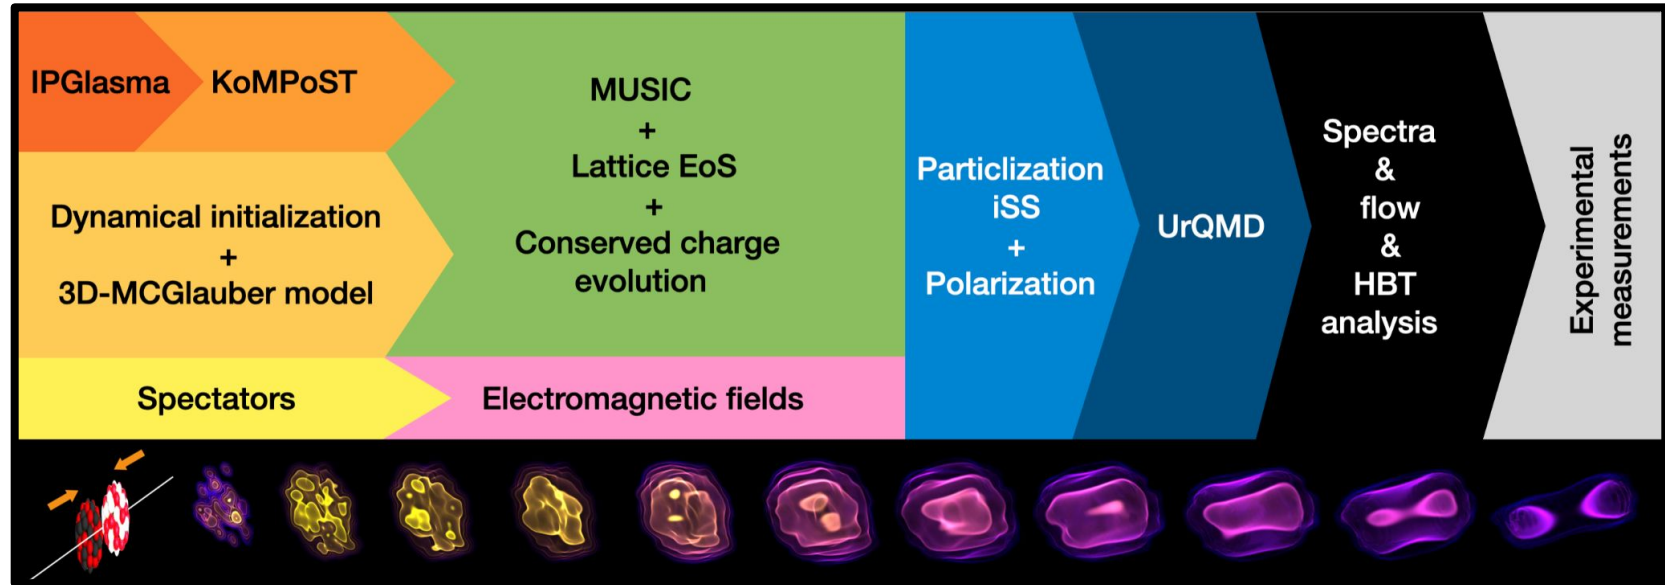 IPGlasma
KoMPoST
Dynamical initialization
+
3D-MCGlauber model
Spectators
MUSIC
+
Lattice EoS
+
Conserved charge
evolution
Electromagnetic fields
Particlization
iSS
+
Polarization
UrQMD
Spectra
&
flow
&
HBT
analysis
Experimental
measurements